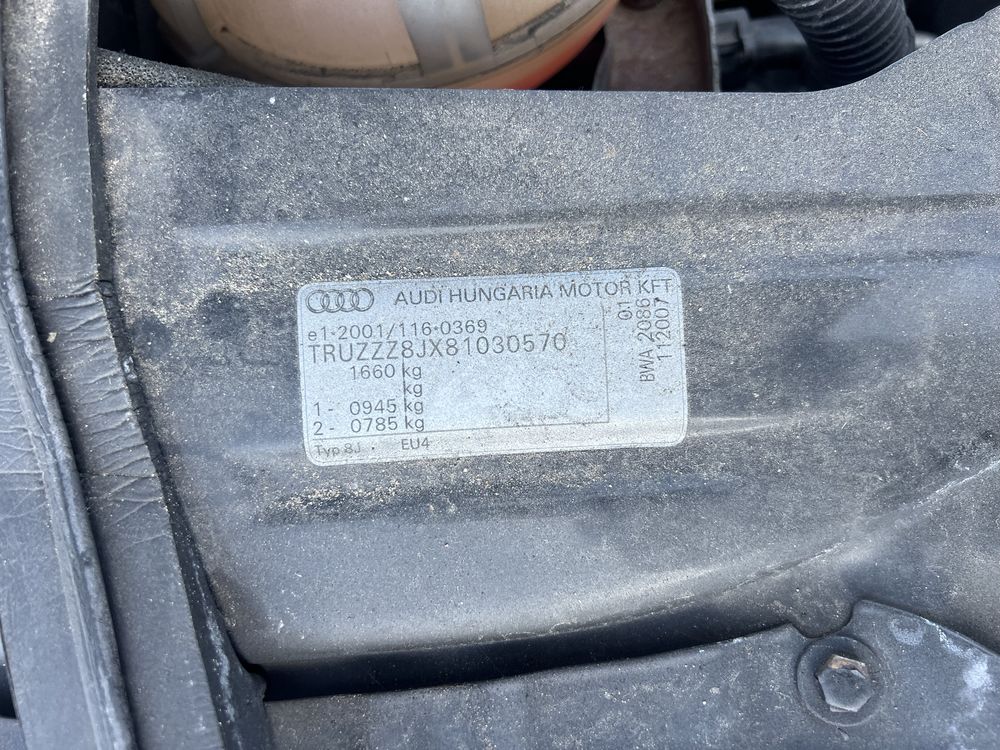 AUDI HUNGARIA MOTOR KFT
e1*2001/116*0369
TRUZZZ8JX81030570
1660 kg
kg
1- 0945 kg
2- 0785 kg
Typ 8J EU4
BWA 2086 01
112007